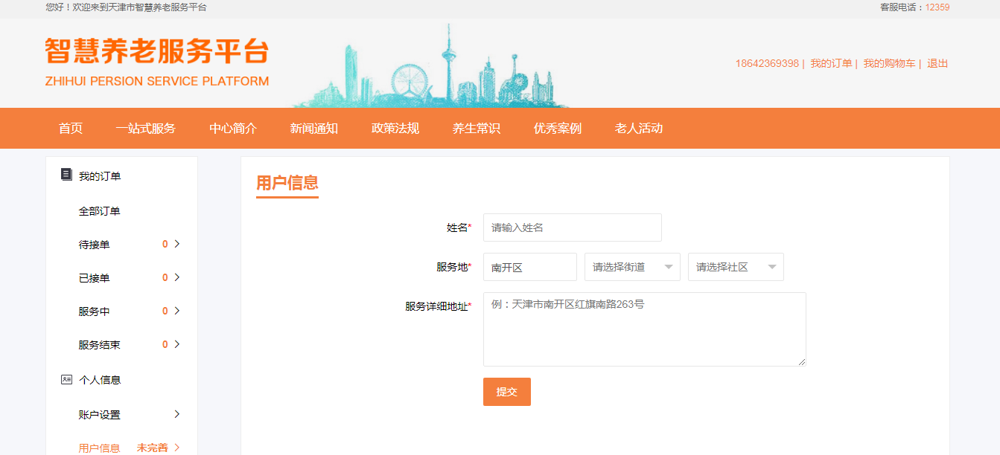 您好！欢迎来到天津市智慧养老服务平台
客服电话：12359
智慧养老服务平台
ZHIHUI PERSION SERVICE PLATFORM
18642369398 | 我的订单 | 我的购物车 | 退出
首页 一站式服务 中心简介 新闻通知 政策法规 养生常识 优秀案例 老人活动
我的订单
全部订单
待接单 0
已接单 0
服务中 0
服务结束 0
个人信息
账户设置
用户信息 未完善
用户信息
姓名* 请输入姓名
服务地* 南开区 请选择街道 请选择社区
服务详细地址* 例：天津市南开区红旗南路263号
提交